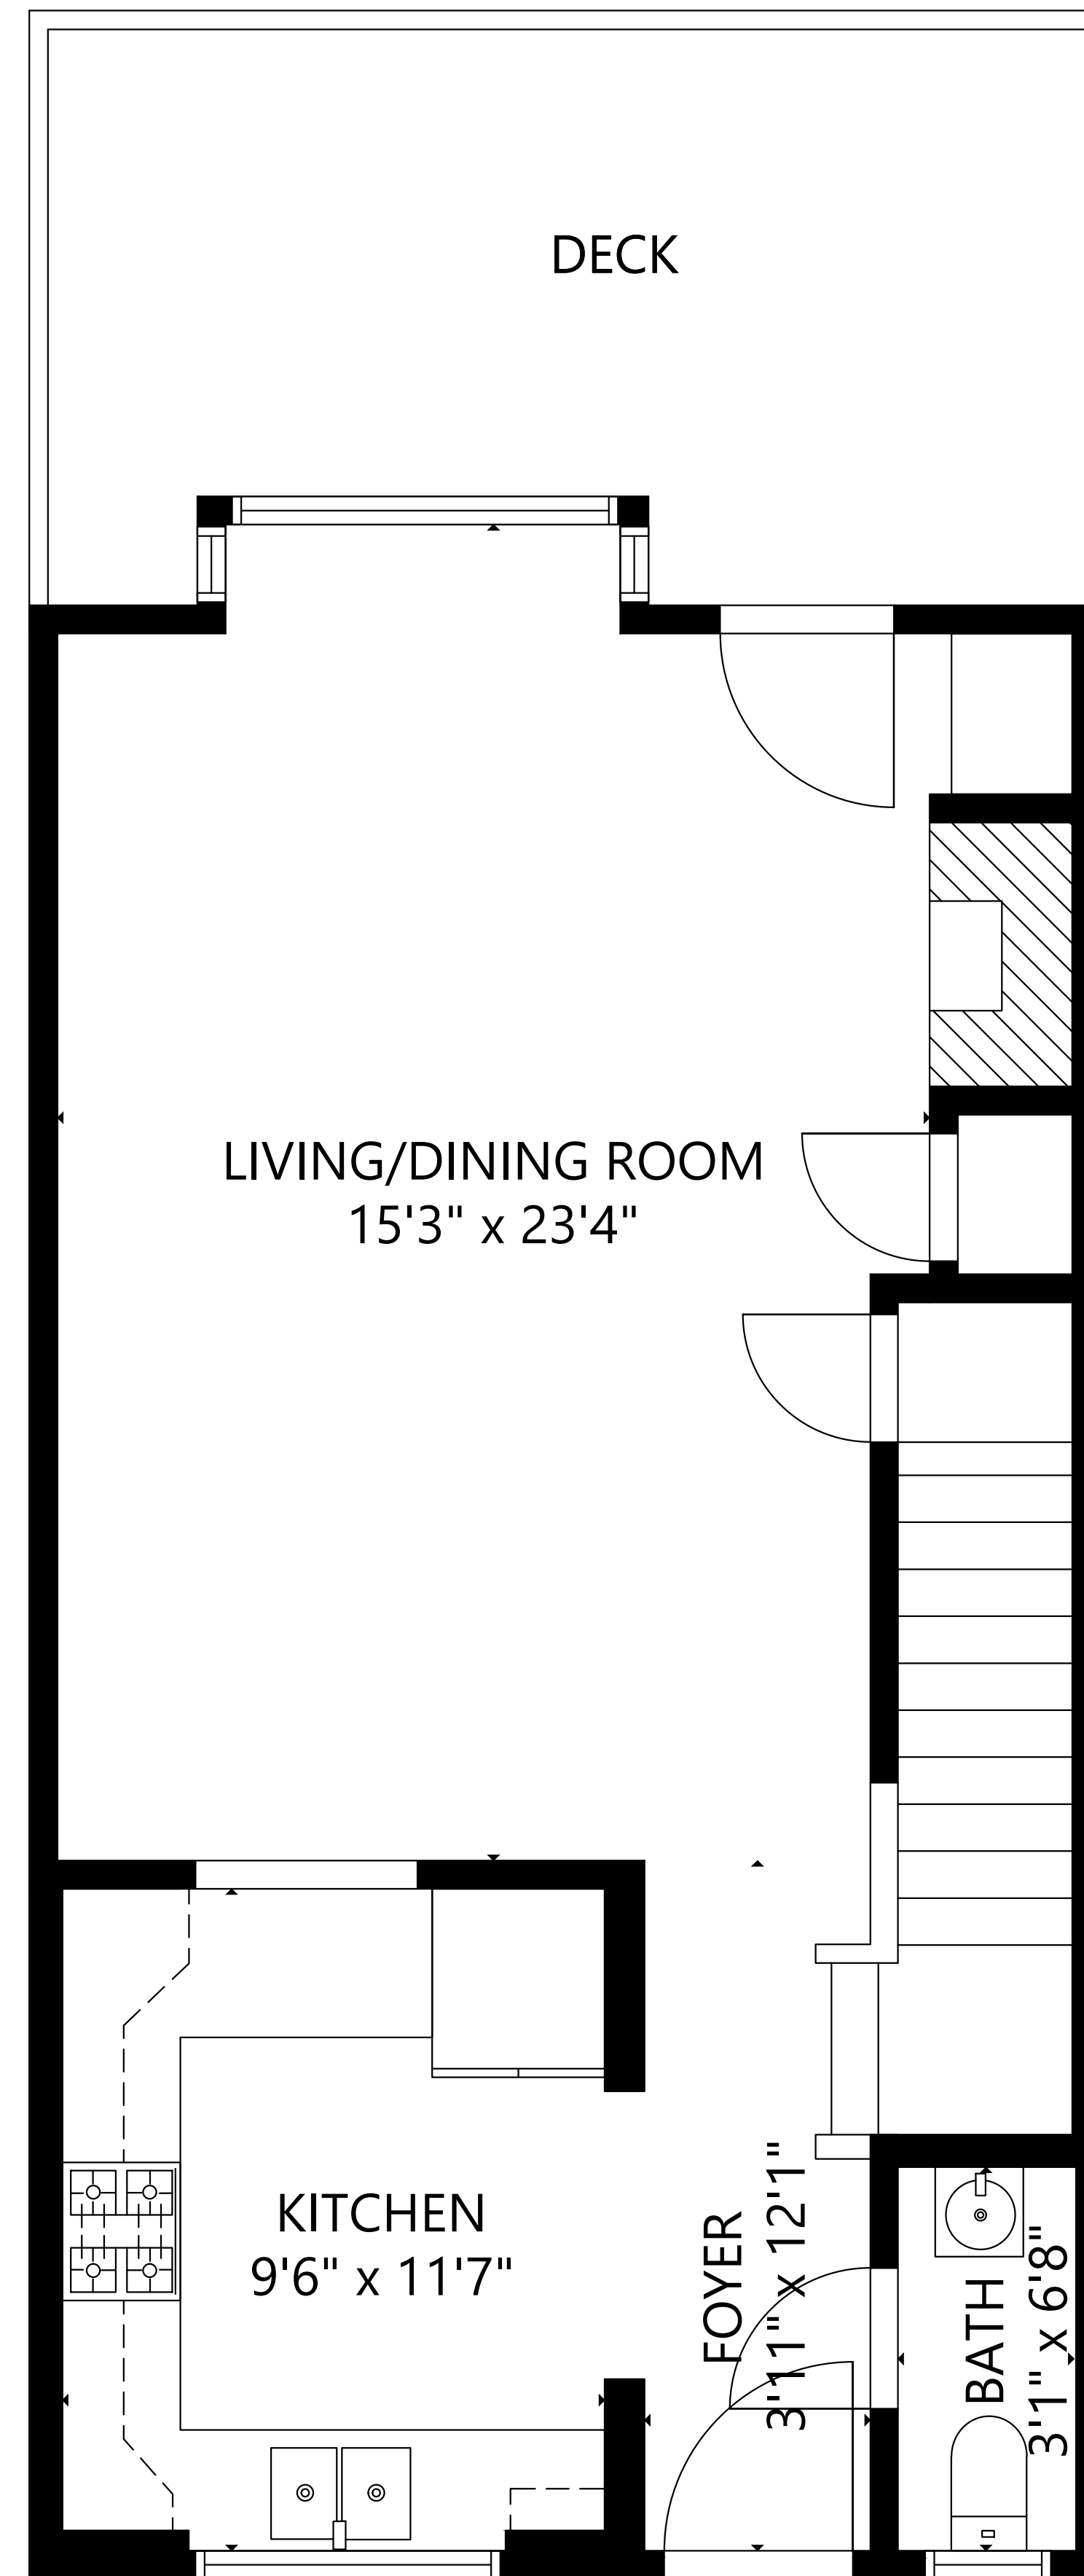 DECK
LIVING/DINING ROOM
15'3" x 23'4"
KITCHEN
9'6" x 11'7"
FOYER
3'11" x 12'1"
BATH
3'1" x 6'8"